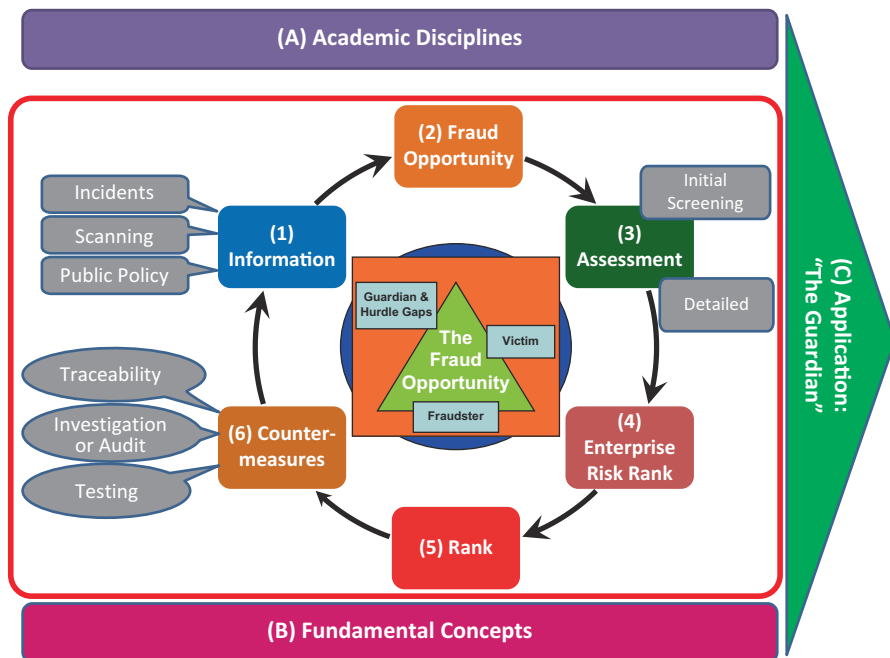 (A) Academic Disciplines
(2) Fraud
Opportunity
Incidents
Scanning
Public Policy
(1)
Information
Initial
Screening
(3)
Assessment
Detailed
Guardian &
Hurdle Gaps
The
Fraud
Opportunity
Victim
Fraudster
Traceability
Investigation
or Audit
Testing
(6) Counter-
measures
(4)
Enterprise
Risk Rank
(5) Rank
(B) Fundamental Concepts
(C) Application:
“The Guardian”